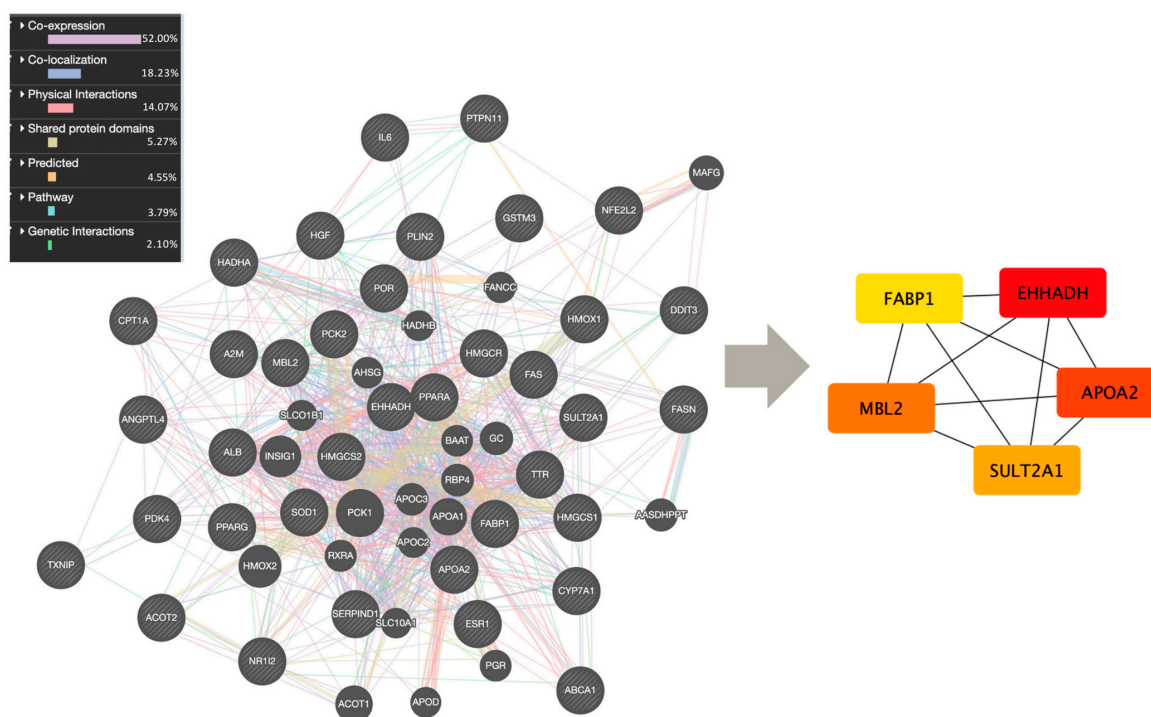 Co-expression
52.00%
Co-localization
18.23%
Physical Interactions
14.07%
Shared protein domains
5.27%
Predicted
4.55%
Pathway
3.79%
Genetic Interactions
2.10%
PTPN11
IL6
MAFG
NFE2L2
GSTM3
HGF
PLIN2
HADHA
POR
FANCC
DDIT3
CPT1A
HADHB
HMOX1
PCK2
A2M
MBL2
HMGCR
AHSG
FAS
EHHADH
PPARA
SLCO1B1
ANGPTL4
SULT2A1
FASN
BAAT
GC
ALB
INSIG1
HMGCS2
TTR
RBP4
APOC3
SOD1
PCK1
APOA1
FABP1
HMGCS1
AASDHPPT
PDK4
PPARG
APOC2
RXRA
HMOX2
APOA2
TXNIP
CYP7A1
ACOT2
SERPIND1
SLC10A1
ESR1
NR1I2
PGR
ABCA1
ACOT1
APOD
FABP1
EHHADH
MBL2
APOA2
SULT2A1